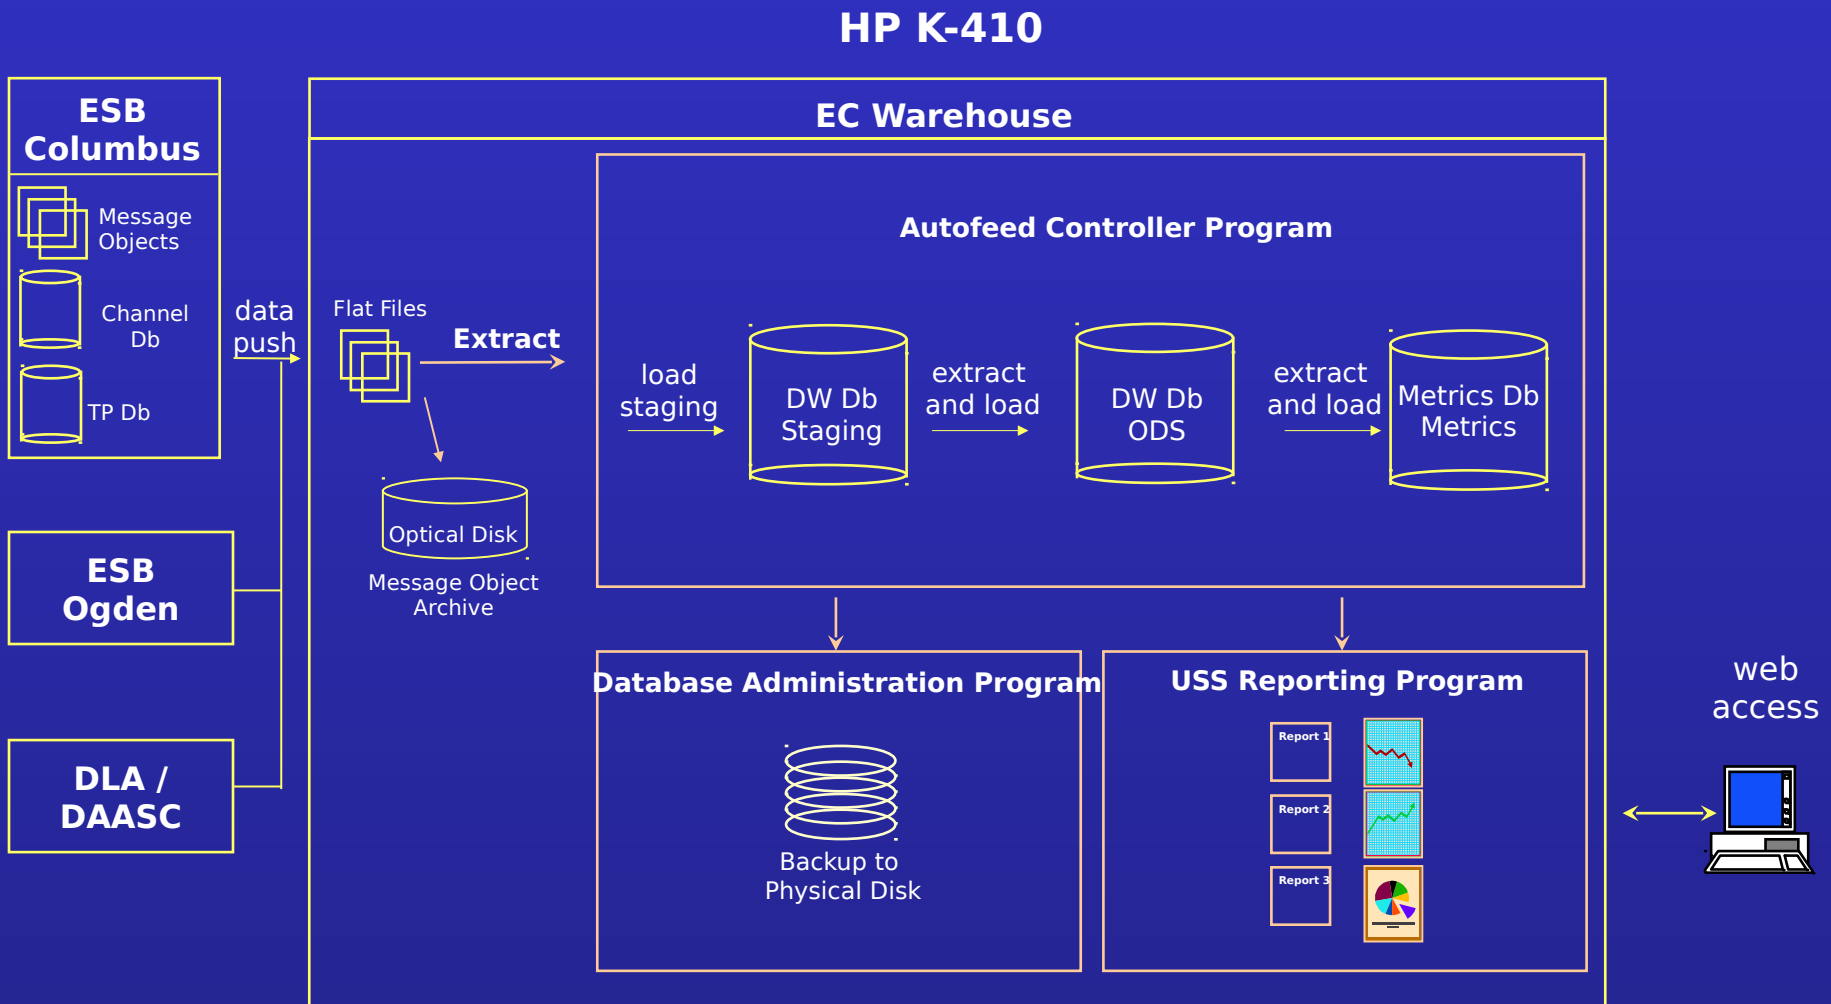 HP K-410
ESB
Columbus
Message
Objects
Channel
Db
TP Db
data
push
ESB
Ogden
DLA /
DAASC
EC Warehouse
Flat Files
Extract
Optical Disk
Message Object
Archive
Autofeed Controller Program
load
staging
DW Db
Staging
extract
and load
DW Db
ODS
extract
and load
Metrics Db
Metrics
Database Administration Program
Backup to
Physical Disk
USS Reporting Program
Report 1
Report 2
Report 3
web
access